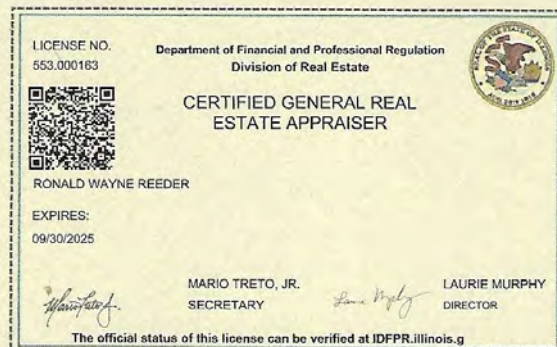 LICENSE NO.
553.000163
Department of Financial and Professional Regulation
Division of Real Estate
CERTIFIED GENERAL REAL
ESTATE APPRAISER
RONALD WAYNE REEDER
EXPIRES:
09/30/2025
MARIO TRETO, JR.
SECRETARY
LAURIE MURPHY
DIRECTOR
The official status of this license can be verified at IDFPR.illinois.g